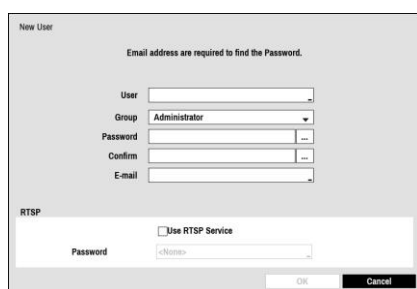 New User
Email address are required to find the Password.
User
Group Administrator
Password ...
Confirm ...
E-mail
RTSP
Use RTSP Service
Password <None>
OK Cancel